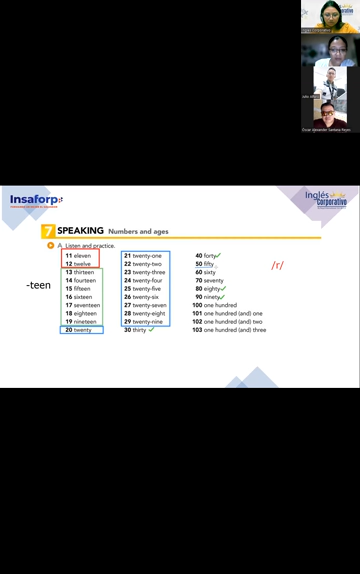 Insaforp
Inglés
Corporativo
7 SPEAKING Numbers and ages
A Listen and practice.
11 eleven
12 twelve
13 thirteen
14 fourteen
15 fifteen
16 sixteen
17 seventeen
18 eighteen
19 nineteen
20 twenty
21 twenty-one
22 twenty-two
23 twenty-three
24 twenty-four
25 twenty-five
26 twenty-six
27 twenty-seven
28 twenty-eight
29 twenty-nine
30 thirty
40 forty
50 fifty
60 sixty
70 seventy
80 eighty
90 ninety
100 one hundred
101 one hundred (and) one
102 one hundred (and) two
103 one hundred (and) three
-teen
/r/